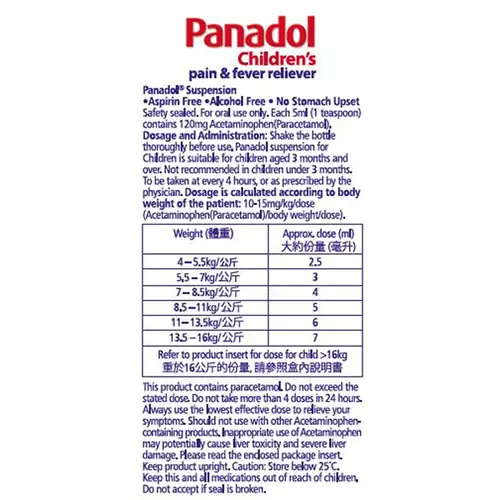 Panadol
Children's
pain & fever reliever
Panadol® Suspension
•Aspirin Free •Alcohol Free • No Stomach Upset
Safety sealed. For oral use only. Each 5ml (1 teaspoon)
contains 120mg Acetaminophen(Paracetamol).
Dosage and Administration: Shake the bottle
thoroughly before use. Panadol suspension for
Children is suitable for children aged 3 months and
over. Not recommended in children under 3 months.
To be taken at every 4 hours, or as prescribed by the
physician. Dosage is calculated according to body
weight of the patient: 10-15mg/kg/dose
(Acetaminophen(Paracetamol)/body weight/dose).
Weight (體重) Approx. dose (ml)
大約份量 (毫升)
4–5.5kg/公斤 2.5
5.5–7kg/公斤 3
7–8.5kg/公斤 4
8.5–11kg/公斤 5
11–13.5kg/公斤 6
13.5–16kg/公斤 7
Refer to product insert for dose for child >16kg
重於16公斤的份量, 請參照盒內說明書
This product contains paracetamol. Do not exceed the
stated dose. Do not take more than 4 doses in 24 hours.
Always use the lowest effective dose to relieve your
symptoms. Should not use with other Acetaminophen-
containing products. Inappropriate use of Acetaminophen
may potentially cause liver toxicity and severe liver
damage. Please read the enclosed package insert.
Keep product upright. Caution: Store below 25˚C.
Keep this and all medications out of reach of children.
Do not accept if seal is broken.